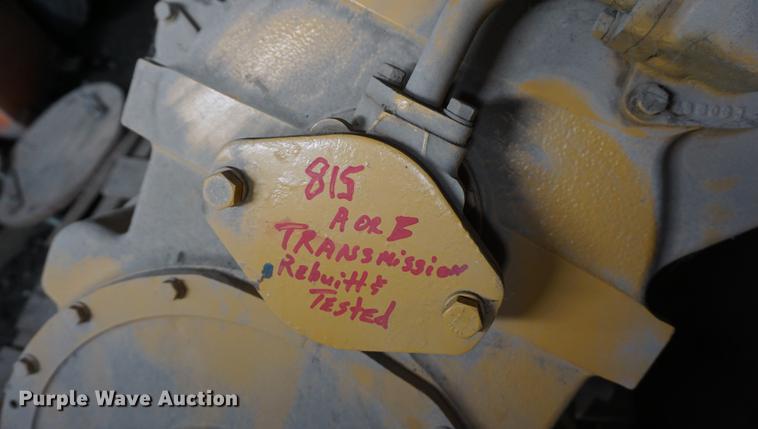 815
A OR B
TRANSMission
Rebuilt &
Tested
Purple Wave Auction